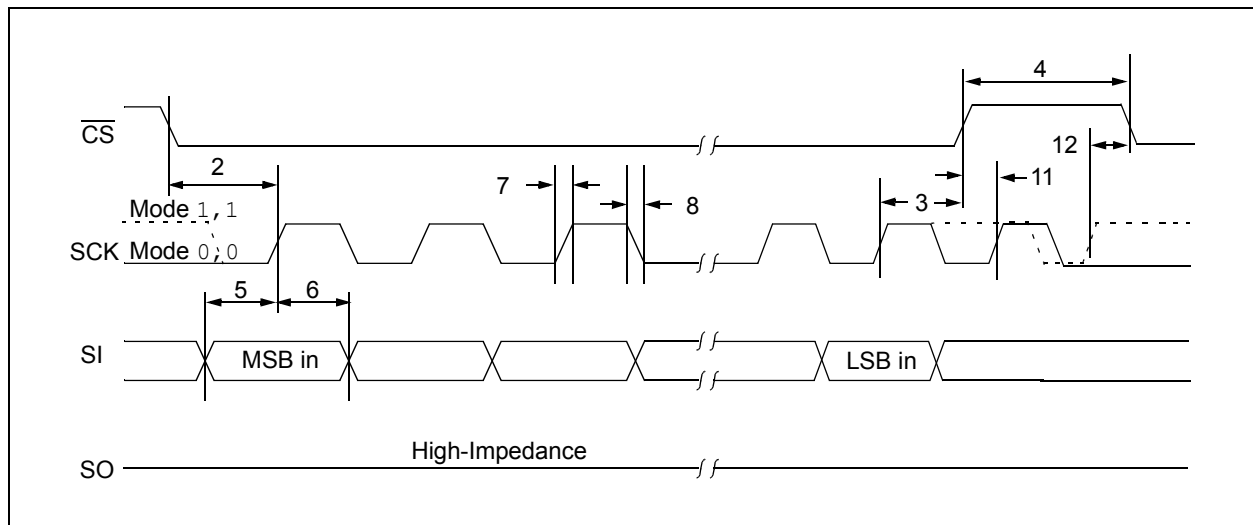 4
CS
12
2
7
8
3
11
Mode 1,1
SCK Mode 0,0
5
6
SI
MSB in
LSB in
High-Impedance
SO